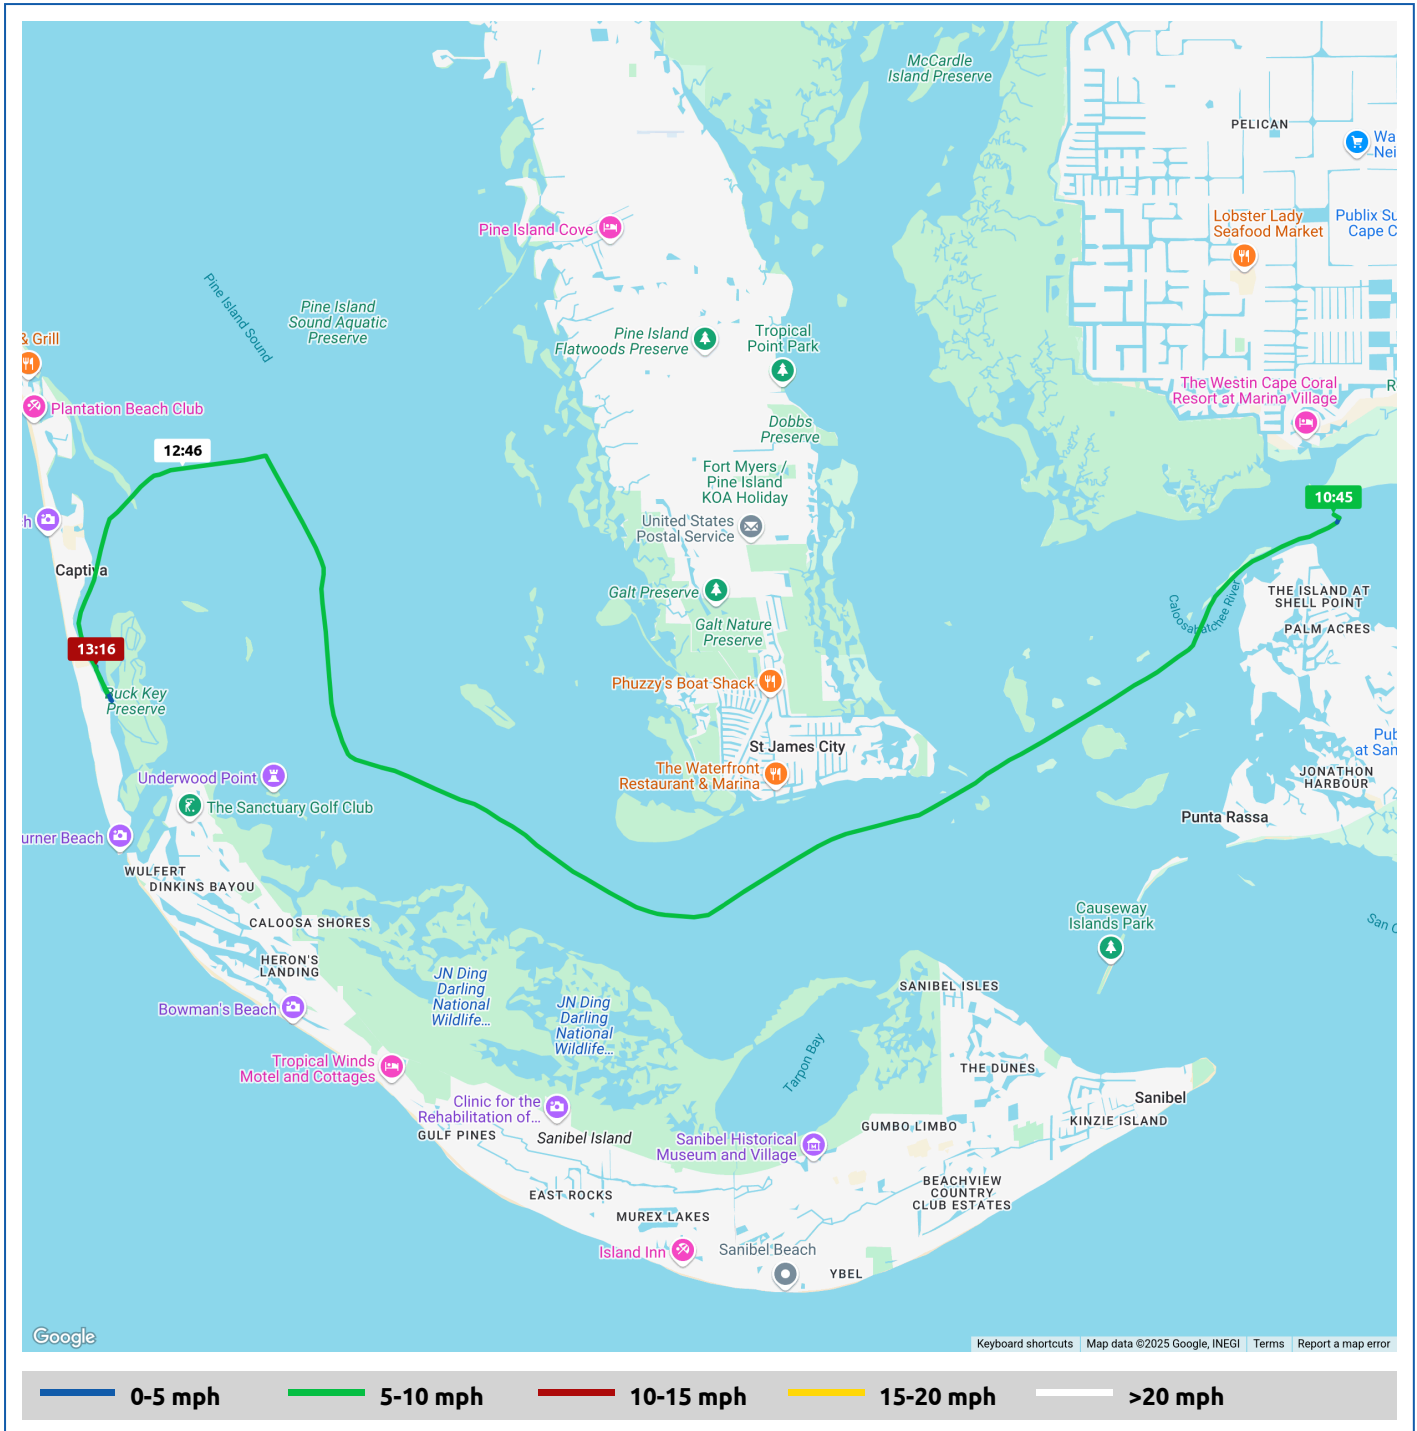 McCardle
Island Preserve
PELICAN
Wa
Nei
Pine Island Cove
Lobster Lady
Seafood Market
Publix Su
Cape C
Pine Island Sound
Pine Island
Sound Aquatic
Preserve
& Grill
Pine Island
Flatwoods Preserve
Tropical
Point Park
Plantation Beach Club
The Westin Cape Coral
Resort at Marina Village
R
Dobbs
Preserve
12:46
Fort Myers /
Pine Island
KOA Holiday
10:45
ch
United States
Postal Service
Captiva
Galt Preserve
Caloosahatchee River
THE ISLAND AT
SHELL POINT
Galt Nature
Preserve
PALM ACRES
13:16
Buck Key
Preserve
Phuzzy's Boat Shack
St James City
Pub
at San
Underwood Point
The Waterfront
Restaurant & Marina
JONATHON
HARBOUR
The Sanctuary Golf Club
Punta Rassa
urner Beach
WULFERT
DINKINS BAYOU
CALOOSA SHORES
Causeway
Islands Park
San C
HERON'S
LANDING
JN Ding
Darling
National
Wildlife...
SANIBEL ISLES
Bowman's Beach
JN Ding
Darling
National
Wildlife...
Tarpon Bay
Tropical Winds
Motel and Cottages
THE DUNES
Sanibel
Clinic for the
Rehabilitation of...
KINZIE ISLAND
GULF PINES
Sanibel Island
GUMBO LIMBO
Sanibel Historical
Museum and Village
EAST ROCKS
BEACHVIEW
COUNTRY
CLUB ESTATES
MUREX LAKES
Island Inn
Sanibel Beach
YBEL
Google
Keyboard shortcuts
Map data ©2025 Google, INEGI
Terms
Report a map error
0-5 mph
5-10 mph
10-15 mph
15-20 mph
>20 mph